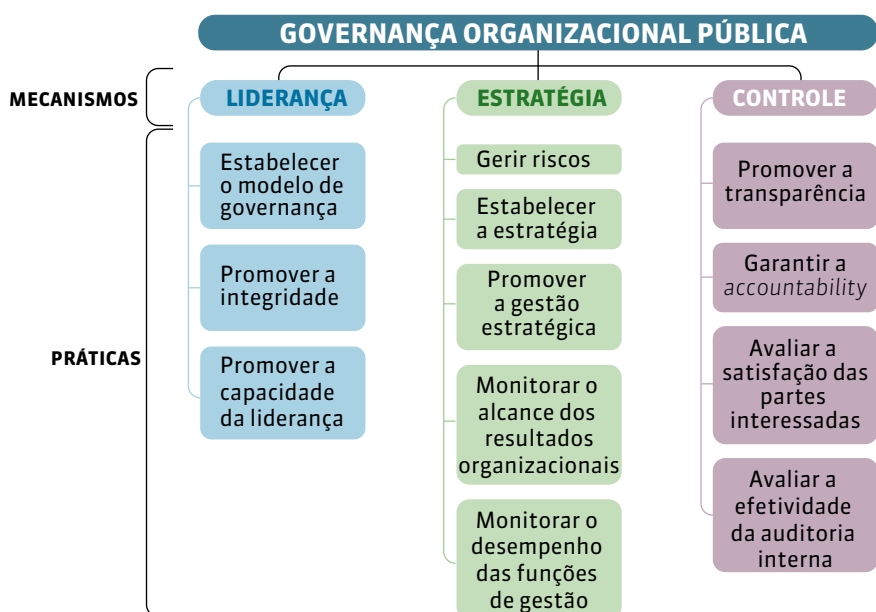 GOVERNANÇA ORGANIZACIONAL PÚBLICA
MECANISMOS
LIDERANÇA
ESTRATÉGIA
CONTROLE
PRÁTICAS
Estabelecer
o modelo de
governança
Promover a
integridade
Promover a
capacidade
da liderança
Gerir riscos
Estabelecer
a estratégia
Promover
a gestão
estratégica
Monitorar o
alcance dos
resultados
organizacionais
Monitorar o
desempenho
das funções
de gestão
Promover a
transparência
Garantir a
accountability
Avaliar a
satisfação das
partes
interessadas
Avaliar a
efetividade
da auditoria
interna